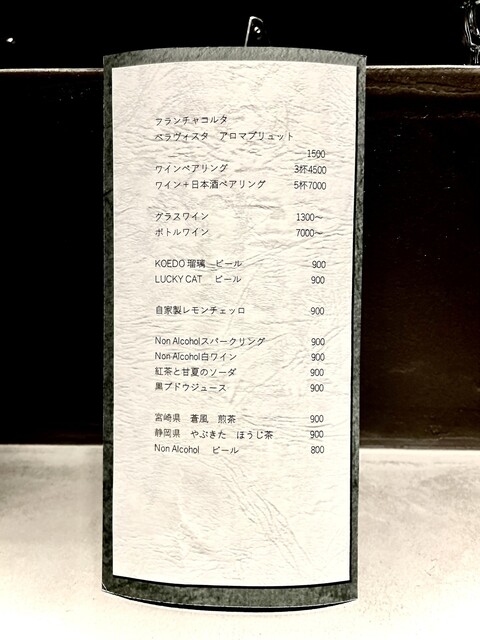 フランチャコルタ
ベラヴィスタ アロマブリュット
1500
ワインペアリング 3杯4500
ワイン+日本酒ペアリング 5杯7000
グラスワイン 1300～
ボトルワイン 7000～
KOEDO 瑠璃 ビール 900
LUCKY CAT ビール 900
自家製レモンチェッロ 900
Non Alcoholスパークリング 900
Non Alcohol白ワイン 900
紅茶と甘夏のソーダ 900
黒ブドウジュース 900
宮崎県 蒼風 煎茶 900
静岡県 やぶきた ほうじ茶 900
Non Alcohol ビール 800